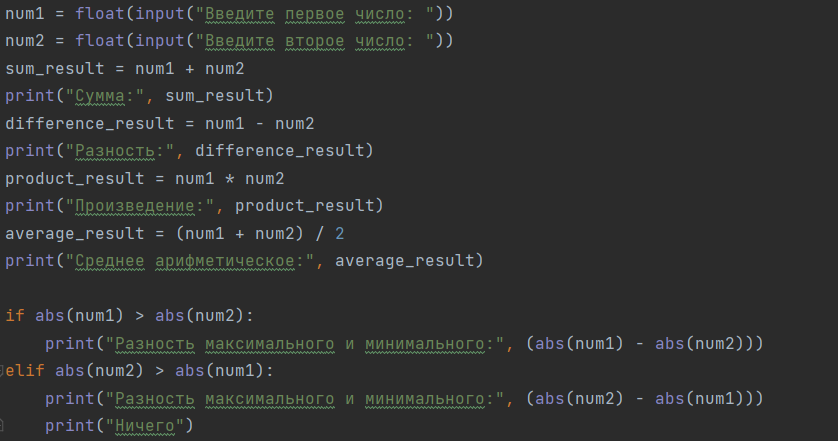 num1 = float(input("Введите первое число: "))
num2 = float(input("Введите второе число: "))
sum_result = num1 + num2
print("Сумма:", sum_result)
difference_result = num1 - num2
print("Разность:", difference_result)
product_result = num1 * num2
print("Произведение:", product_result)
average_result = (num1 + num2) / 2
print("Среднее арифметическое:", average_result)

if abs(num1) > abs(num2):
    print("Разность максимального и минимального:", (abs(num1) - abs(num2)))
elif abs(num2) > abs(num1):
    print("Разность максимального и минимального:", (abs(num2) - abs(num1)))
    print("Ничего")